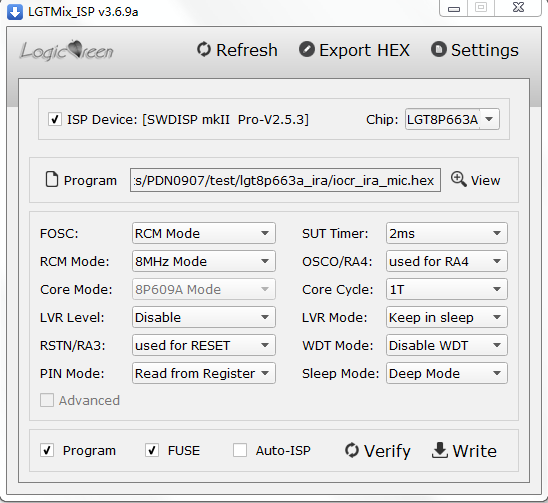 LGTMix_ISP v3.6.9a
LogicGreen Refresh Export HEX Settings
ISP Device: [SWDISP mkII Pro-V2.5.3] Chip: LGT8P663A
Program :s/PDN0907/test/lgt8p663a_ira/iocr_ira_mic.hex View
FOSC: RCM Mode SUT Timer: 2ms
RCM Mode: 8MHz Mode OSCO/RA4: used for RA4
Core Mode: 8P609A Mode Core Cycle: 1T
LVR Level: Disable LVR Mode: Keep in sleep
RSTN/RA3: used for RESET WDT Mode: Disable WDT
PIN Mode: Read from Register Sleep Mode: Deep Mode
Advanced
Program FUSE Auto-ISP Verify Write